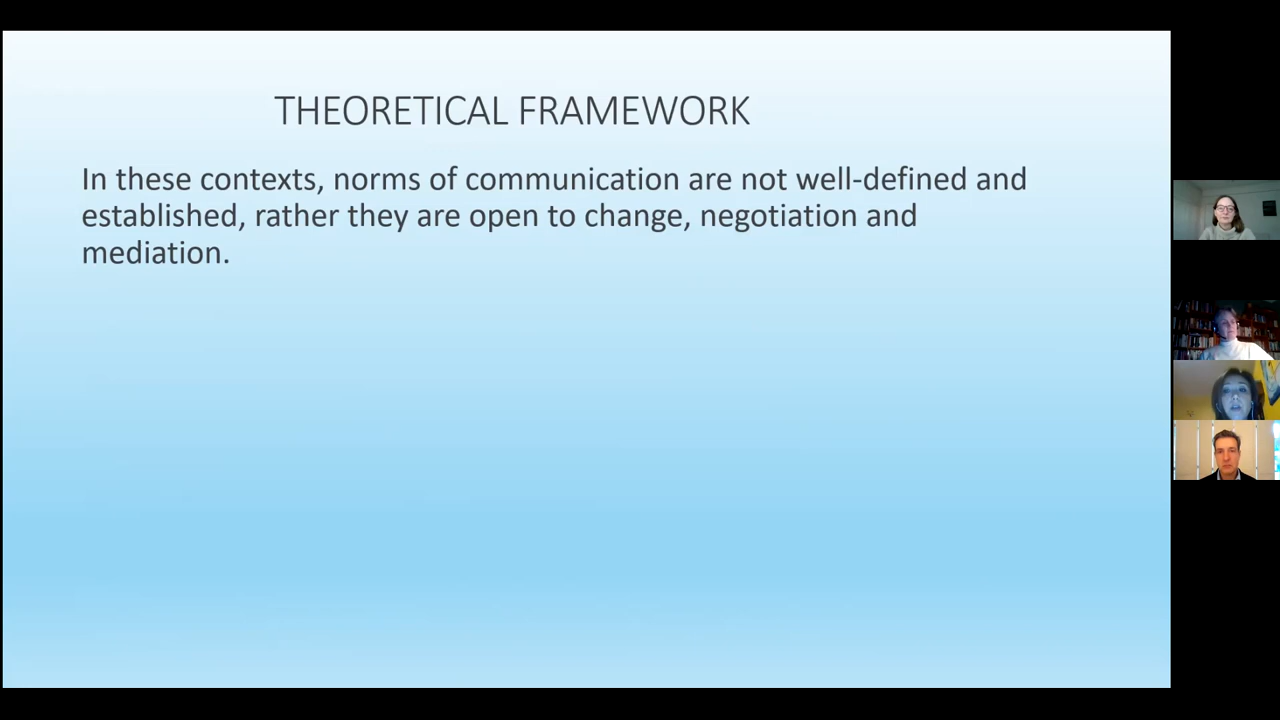 THEORETICAL FRAMEWORK
In these contexts, norms of communication are not well-defined and
established, rather they are open to change, negotiation and
mediation.